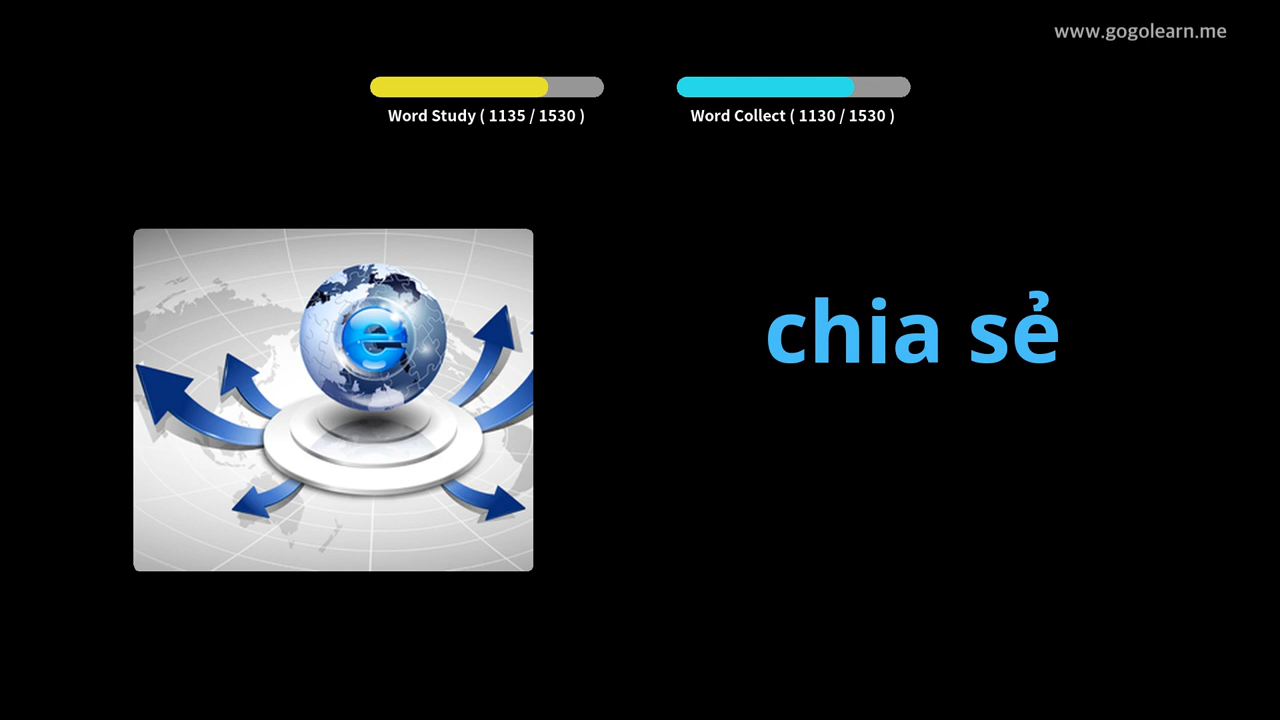 www.gogolearn.me
Word Study ( 1135 / 1530 )
Word Collect ( 1130 / 1530 )
e
chia sẻ